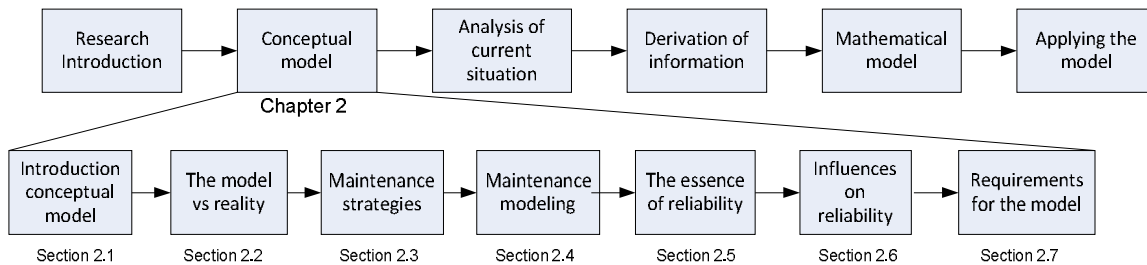 Research
Introduction
Conceptual
model
Analysis of
current
situation
Derivation of
information
Mathematical
model
Applying the
model
Chapter 2
Introduction
conceptual
model
The model
vs reality
Maintenance
strategies
Maintenance
modeling
The essence
of reliability
Influences
on
reliability
Requirements
for the model
Section 2.1
Section 2.2
Section 2.3
Section 2.4
Section 2.5
Section 2.6
Section 2.7